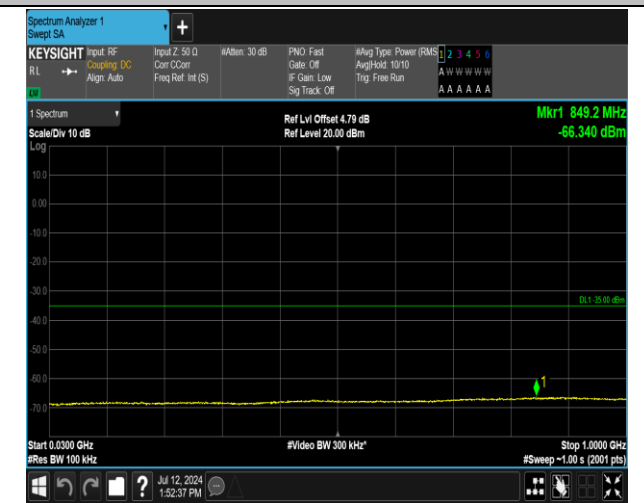 Spectrum Analyzer 1
Swept SA
+
KEYSIGHT
RL
Input: RF
Coupling: DC
Align: Auto
Input Z: 50 Ω
Corr CCorr
Freq Ref: Int (S)
#Atten: 30 dB
PNO: Fast
Gate: Off
IF Gain: Low
Sig Track: Off
#Avg Type: Power (RMS
Avg|Hold: 10/10
Trig: Free Run
1 2 3 4 5 6
A W W W W W
A A A A A A
1 Spectrum
Scale/Div 10 dB
Log
Ref Lvl Offset 4.79 dB
Ref Level 20.00 dBm
Mkr1 849.2 MHz
-66.340 dBm
10.0
0.00
-10.0
-20.0
-30.0
DL1 -35.00 dBm
-40.0
-50.0
-60.0
1
-70.0
Start 0.0300 GHz
#Res BW 100 kHz
#Video BW 300 kHz*
Stop 1.0000 GHz
#Sweep ~1.00 s (2001 pts)
?
Jul 12, 2024
1:52:37 PM